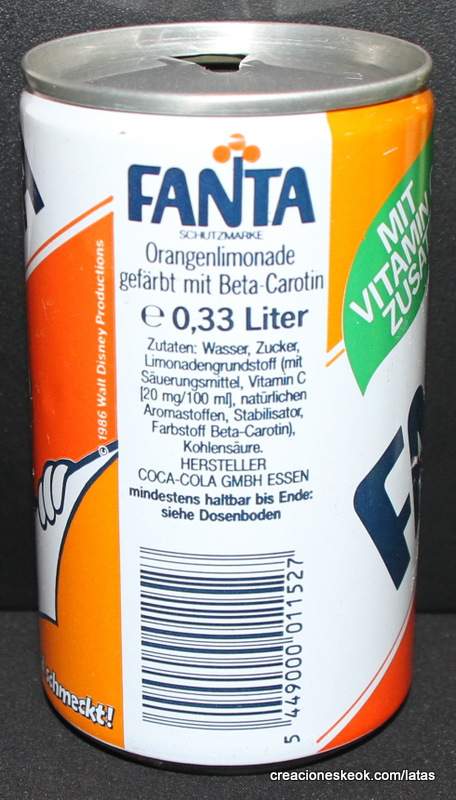 FANTA
SCHUTZMARKE
Orangenlimonade
gefärbt mit Beta-Carotin
℮ 0,33 Liter
Zutaten: Wasser, Zucker,
Limonadengrundstoff (mit
Säuerungsmittel, Vitamin C
[20 mg/100 ml], natürlichen
Aromastoffen, Stabilisator,
Farbstoff Beta-Carotin),
Kohlensäure.
HERSTELLER
COCA-COLA GMBH ESSEN
mindestens haltbar bis Ende:
siehe Dosenboden
5 449000 011527
© 1986 Walt Disney Productions
schmeckt!
MIT
VITAMIN
creacioneskeok.com/latas